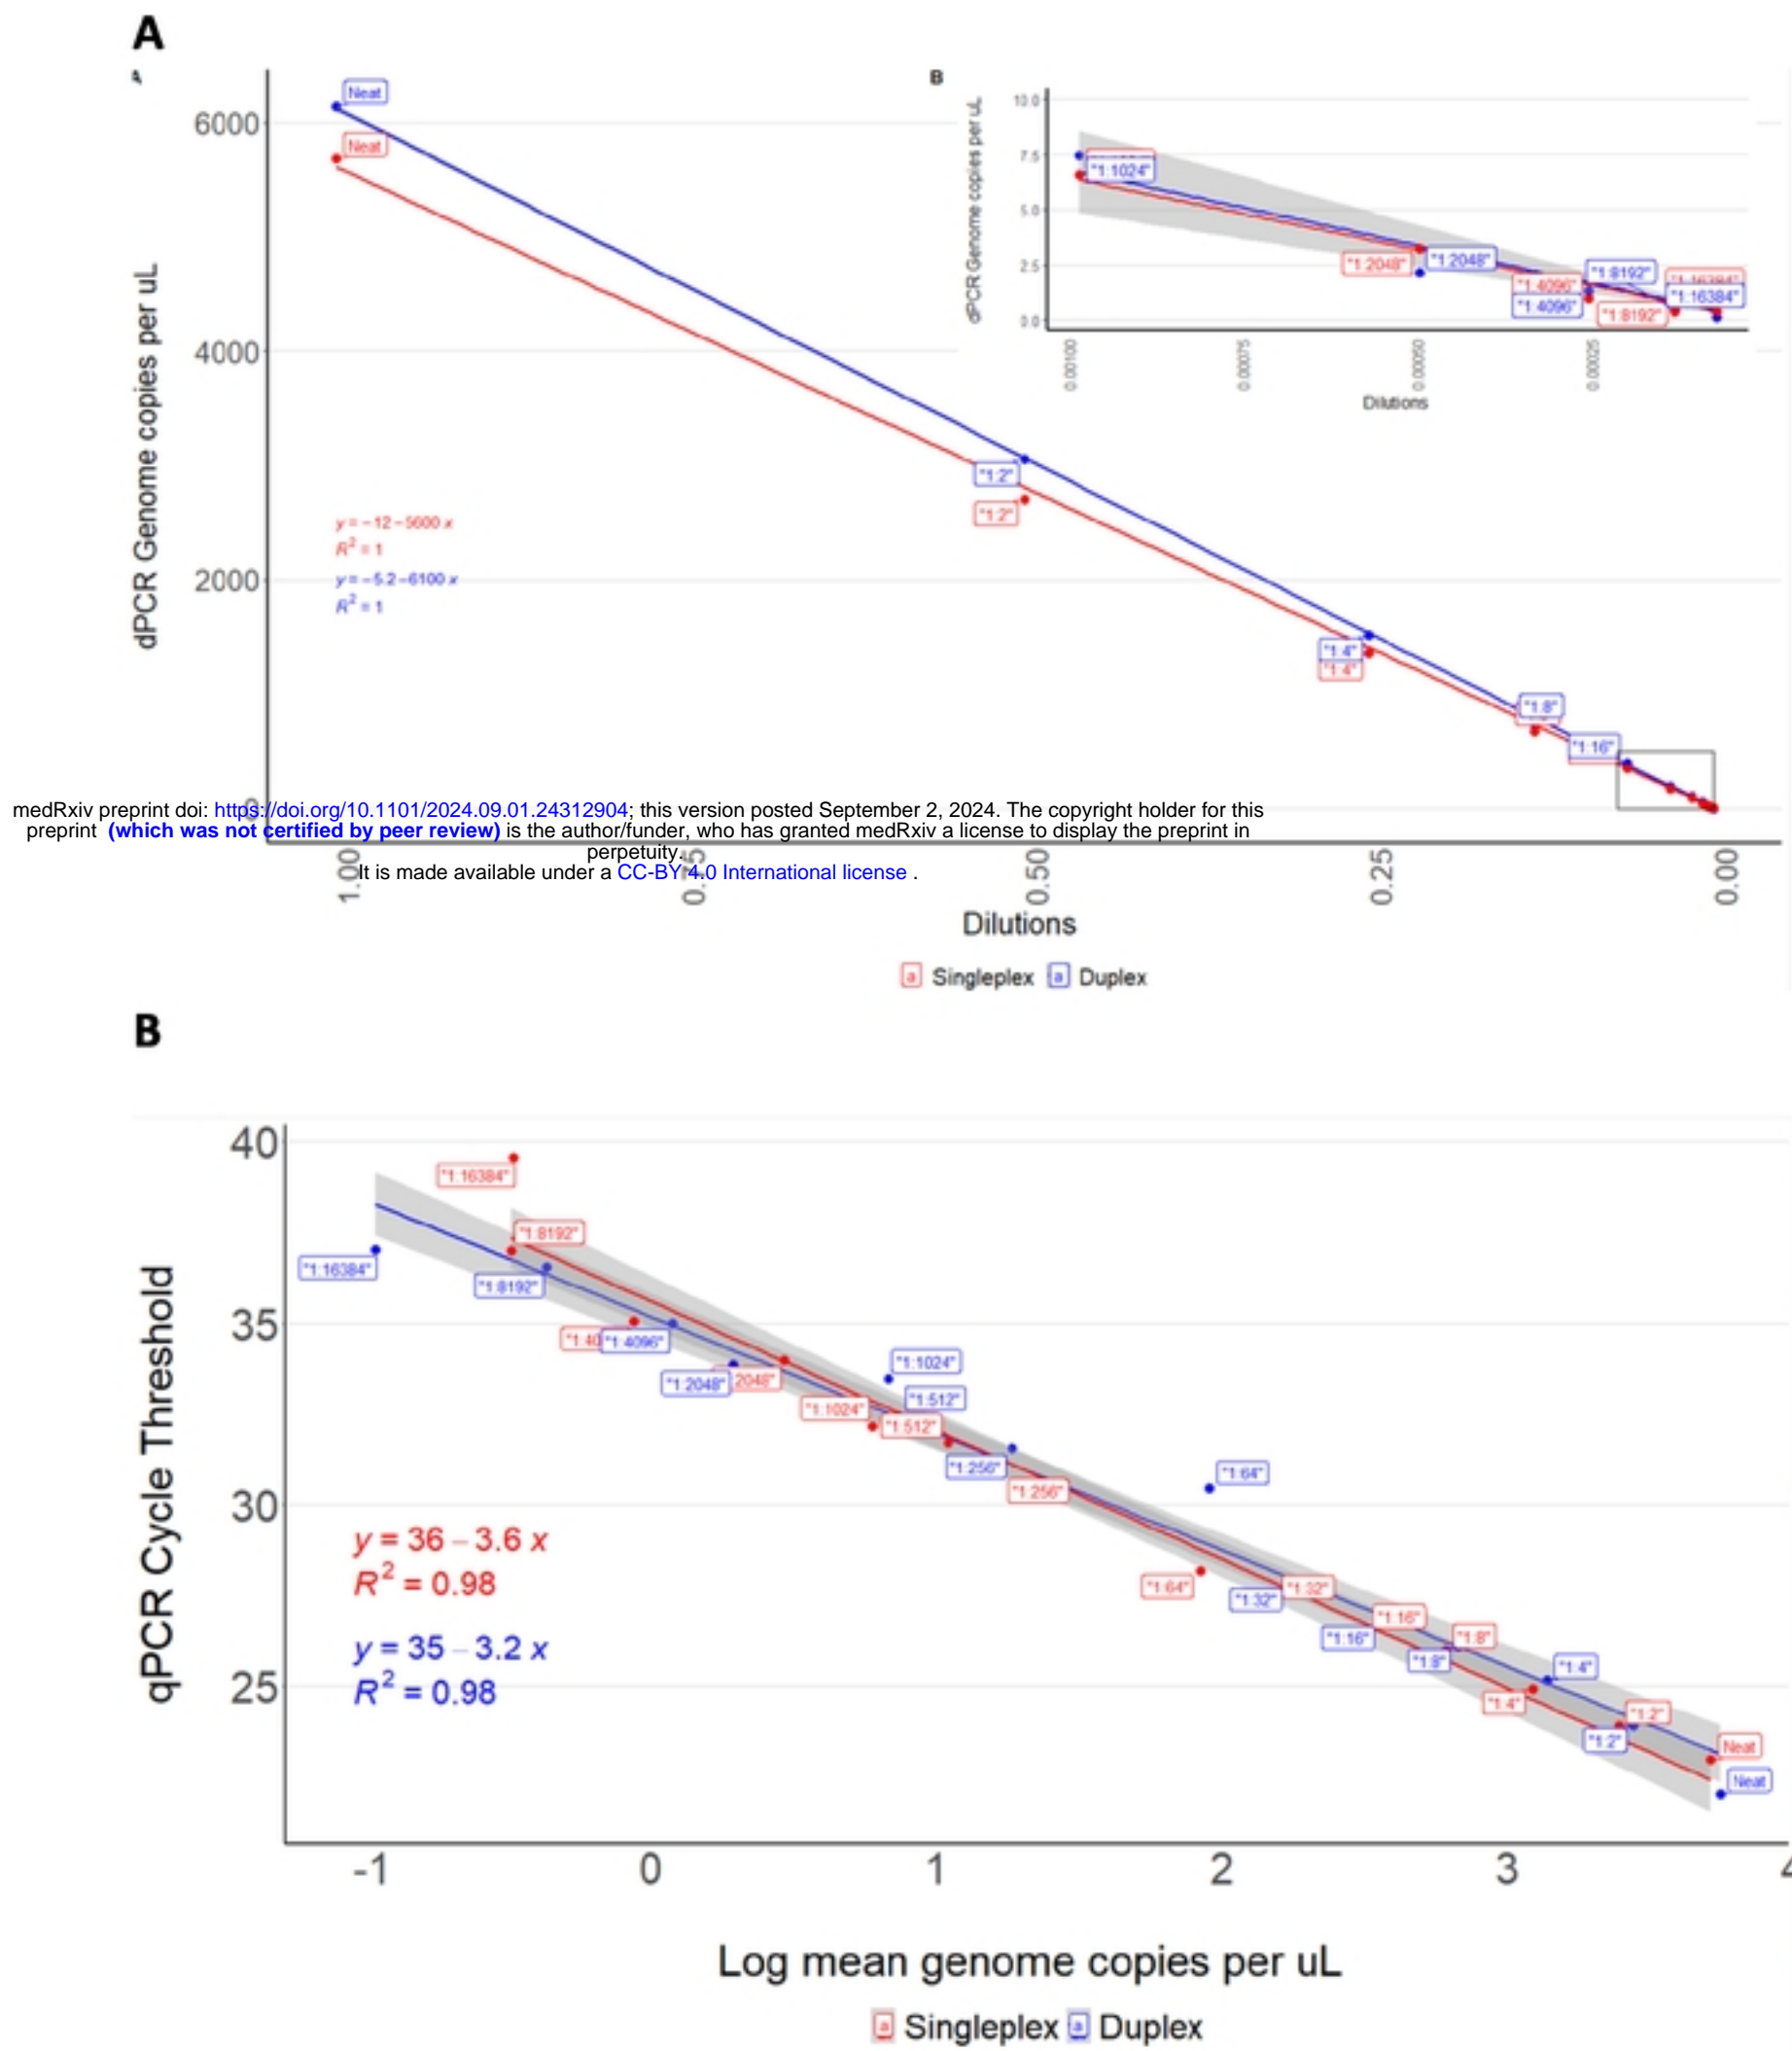 A
A
B
6000
4000
2000
0
dPCR Genome copies per uL
Neat
Neat
"1:2"
"1:2"
"1:4"
"1:4"
"1:8"
"1:16"
y = −12−5600 x
R2 = 1
y = −5.2−6100 x
R2 = 1
10.0
7.5
5.0
2.5
0.0
dPCR Genome copies per uL
"1:1024"
"1:2048"
"1:2048"
"1:4096"
"1:4096"
"1:8192"
"1:8192"
"1:16384"
"1:16384"
0.00100
0.00075
0.00050
0.00025
Dilutions
medRxiv preprint doi: https://doi.org/10.1101/2024.09.01.24312904; this version posted September 2, 2024. The copyright holder for this
preprint (which was not certified by peer review) is the author/funder, who has granted medRxiv a license to display the preprint in
perpetuity.
It is made available under a CC-BY 4.0 International license .
1.00
0.75
0.50
0.25
0.00
Dilutions
a Singleplex a Duplex
B
40
35
30
25
qPCR Cycle Threshold
"1:16384"
"1:8192"
"1:16384"
"1:8192"
"1:40
"1:4096"
"1:2048"
2048"
"1:1024"
"1:512"
"1:1024"
"1:512"
"1:256"
"1:256"
"1:64"
"1:64"
"1:32"
"1:32"
"1:16"
"1:16"
"1:8"
"1:8"
"1:4"
"1:4"
"1:2"
"1:2"
Neat
Neat
y = 36 − 3.6 x
R2 = 0.98
y = 35 − 3.2 x
R2 = 0.98
-1
0
1
2
3
4
Log mean genome copies per uL
a Singleplex a Duplex